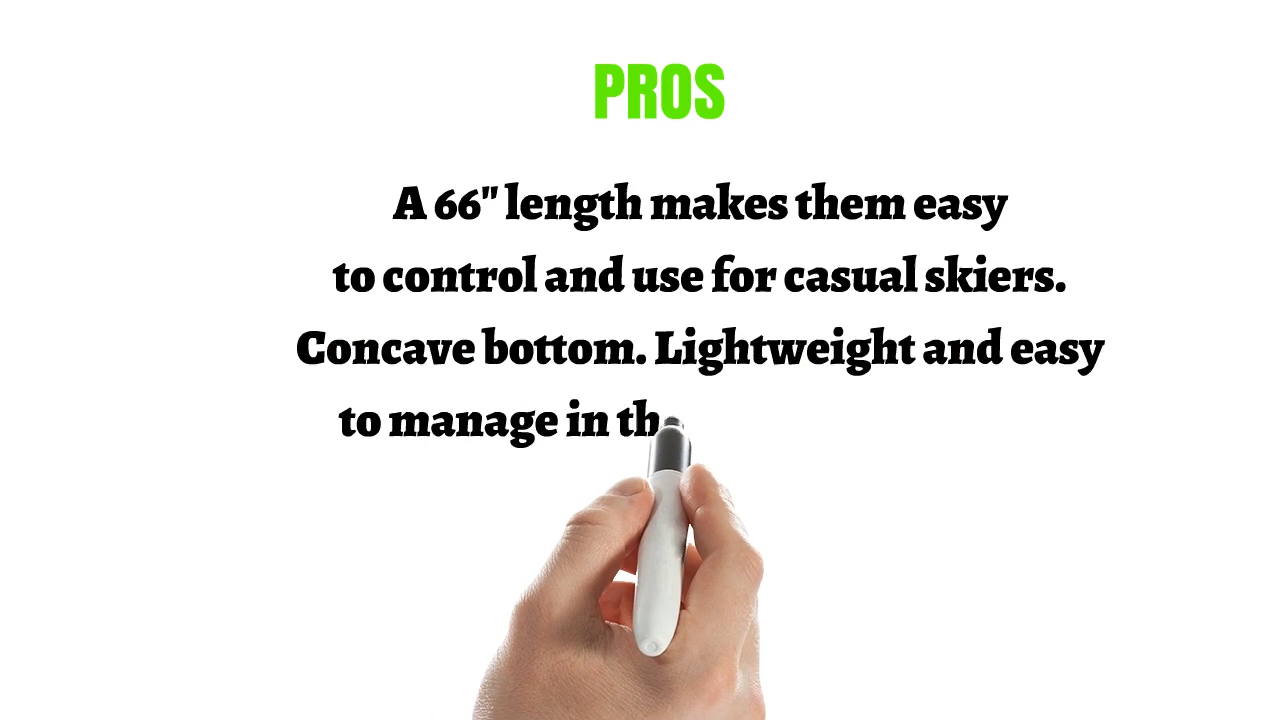 PROS
A 66" length makes them easy
to control and use for casual skiers.
Concave bottom. Lightweight and easy
to manage in th